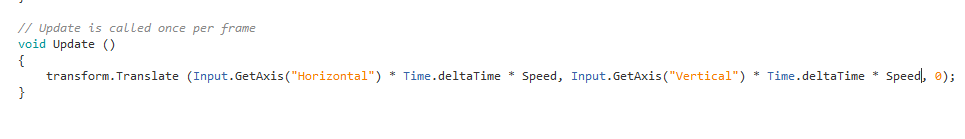 // Update is called once per frame
void Update ()
{
transform.Translate (Input.GetAxis("Horizontal") * Time.deltaTime * Speed, Input.GetAxis("Vertical") * Time.deltaTime * Speed, 0);
}